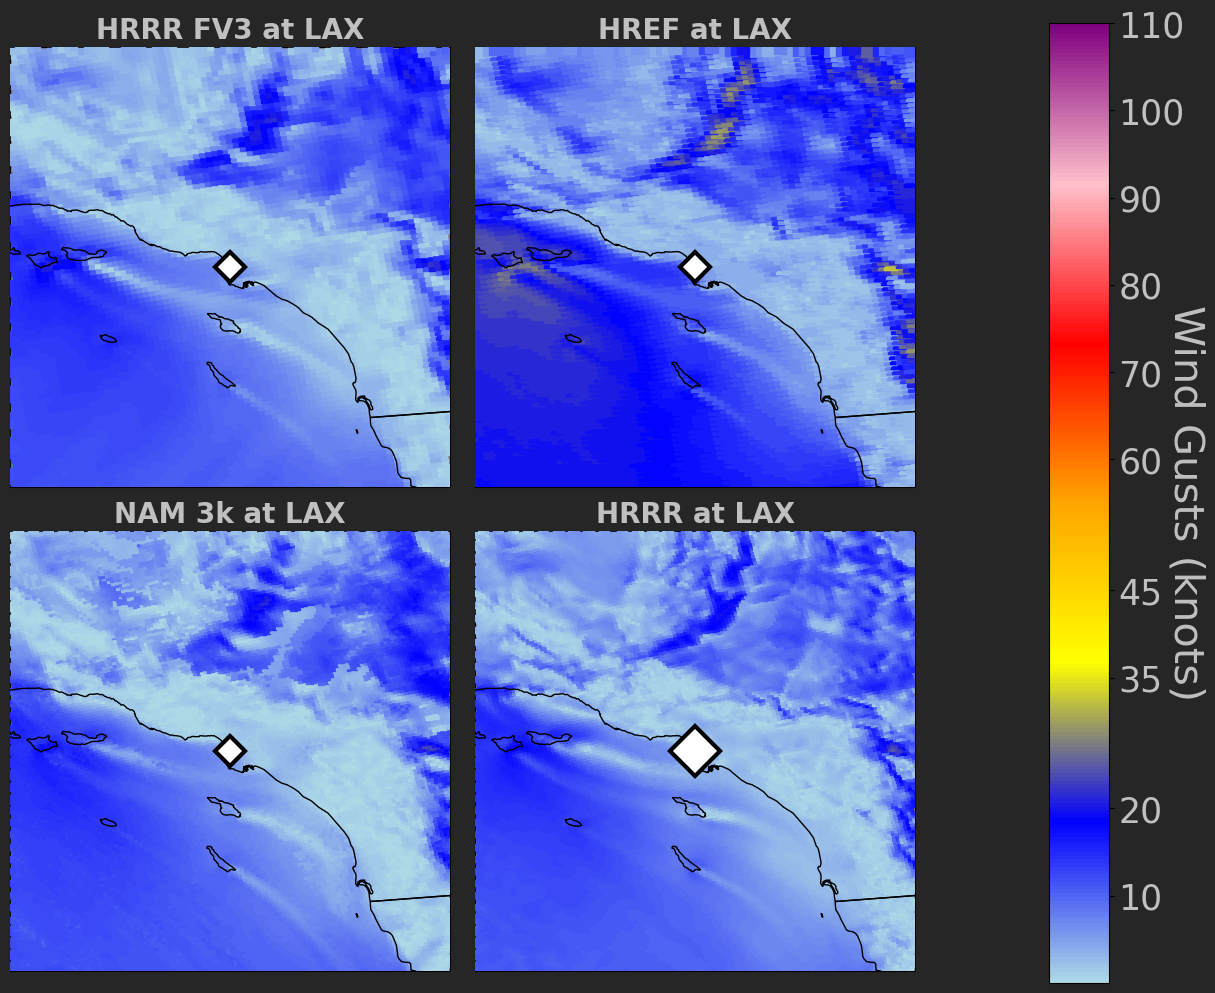 HRRR FV3 at LAX
HREF at LAX
NAM 3k at LAX
HRRR at LAX
110
100
90
80
70
60
45
35
20
10
Wind Gusts (knots)